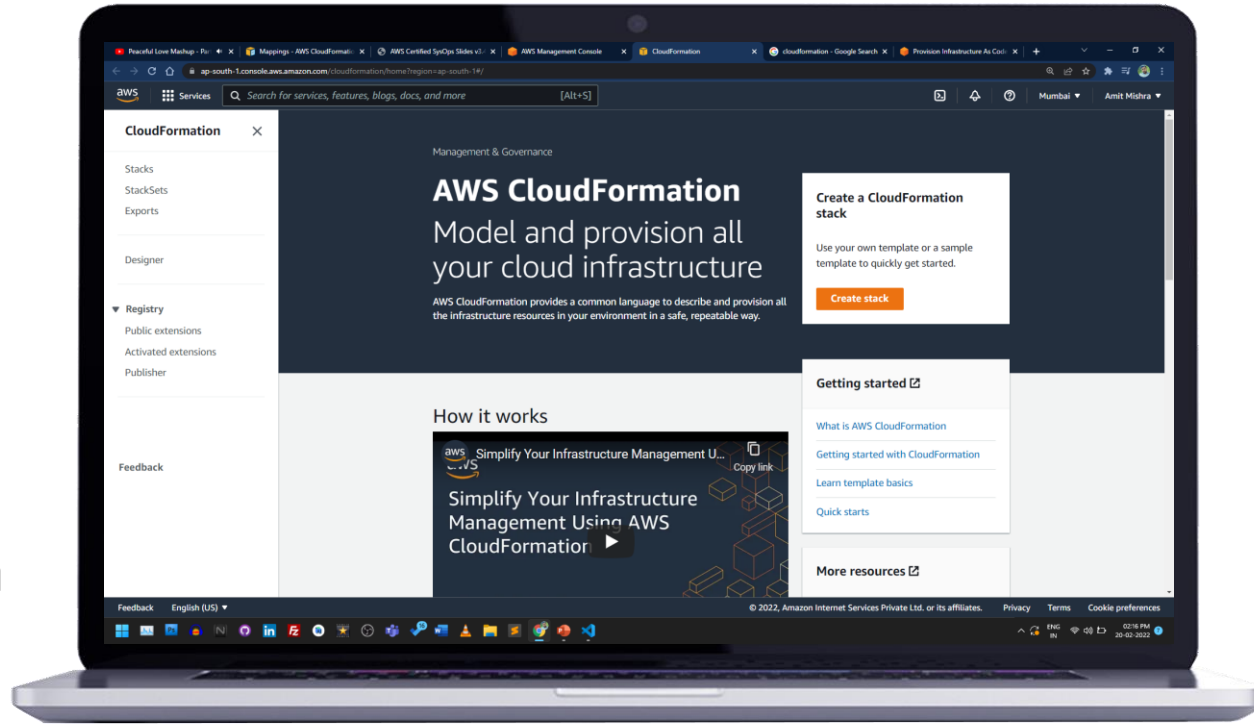 Peaceful Love Mashup - Par
Mappings - AWS CloudFormatio
AWS Certified SysOps Slides v3.
AWS Management Console
CloudFormation
cloudformation - Google Search
Provision Infrastructure As Code
ap-south-1.console.aws.amazon.com/cloudformation/home?region=ap-south-1#/
aws
Services
Search for services, features, blogs, docs, and more
[Alt+S]
Mumbai ▼
Amit Mishra ▼
CloudFormation
Stacks
StackSets
Exports
Designer
Registry
Public extensions
Activated extensions
Publisher
Feedback
Management & Governance
AWS CloudFormation
Model and provision all
your cloud infrastructure
AWS CloudFormation provides a common language to describe and provision all
the infrastructure resources in your environment in a safe, repeatable way.
Create a CloudFormation
stack
Use your own template or a sample
template to quickly get started.
Create stack
Getting started
What is AWS CloudFormation
Getting started with CloudFormation
Learn template basics
Quick starts
More resources
How it works
aws
Simplify Your Infrastructure Management U...
Copy link
Simplify Your Infrastructure
Management Using AWS
CloudFormation
Feedback
English (US) ▼
© 2022, Amazon Internet Services Private Ltd. or its affiliates.
Privacy
Terms
Cookie preferences
ENG
IN
02:16 PM
20-02-2022